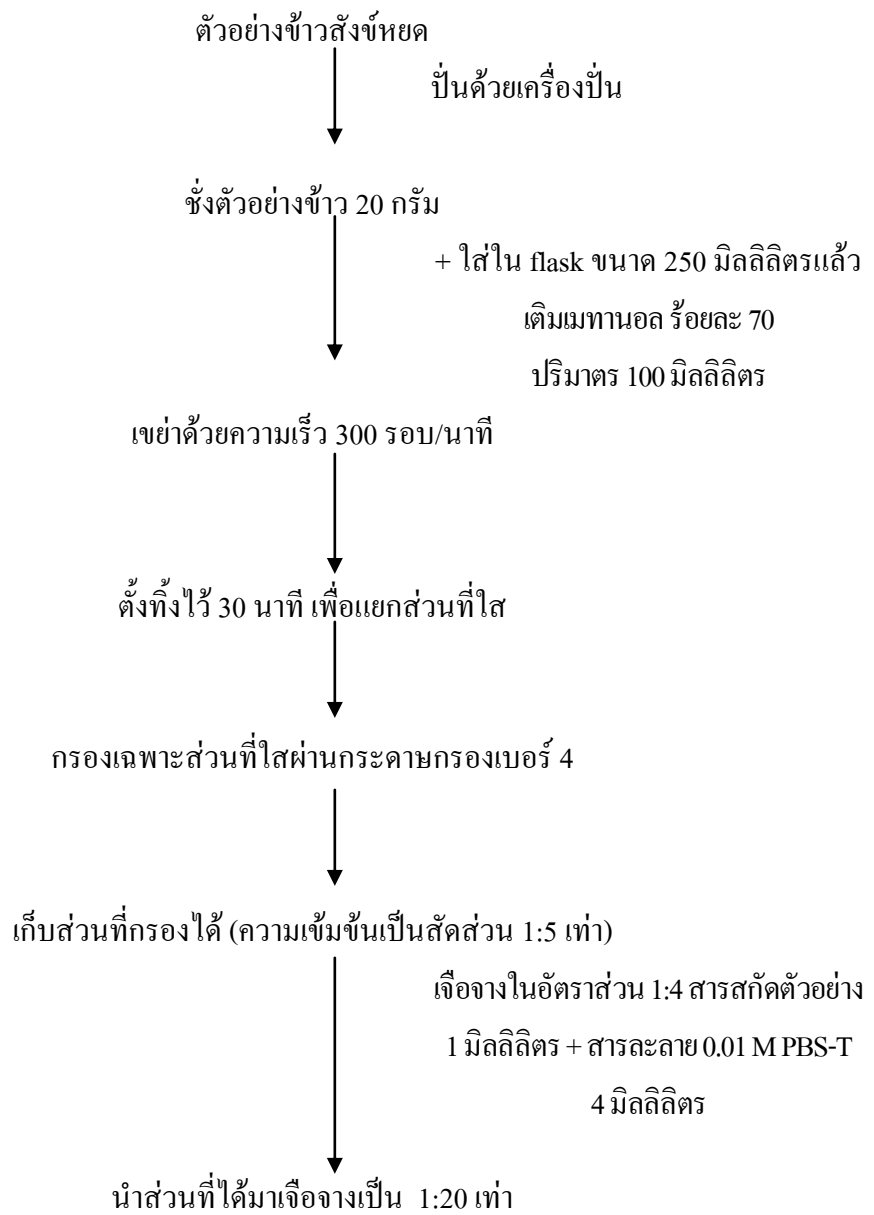 ตัวอย่างข้าวสังข์หยด
ปั่นด้วยเครื่องปั่น
ชั่งตัวอย่างข้าว 20 กรัม
+ ใส่ใน flask ขนาด 250 มิลลิลิตรแล้ว
เติมเมทานอล ร้อยละ 70
ปริมาตร 100 มิลลิลิตร
เขย่าด้วยความเร็ว 300 รอบ/นาที
ตั้งทิ้งไว้ 30 นาที เพื่อแยกส่วนที่ใส
กรองเฉพาะส่วนที่ใสผ่านกระดาษกรองเบอร์ 4
เก็บส่วนที่กรองได้ (ความเข้มข้นเป็นสัดส่วน 1:5 เท่า)
เจือจางในอัตราส่วน 1:4 สารสกัดตัวอย่าง
1 มิลลิลิตร + สารละลาย 0.01 M PBS-T
4 มิลลิลิตร
นำส่วนที่ได้มาเจือจางเป็น 1:20 เท่า